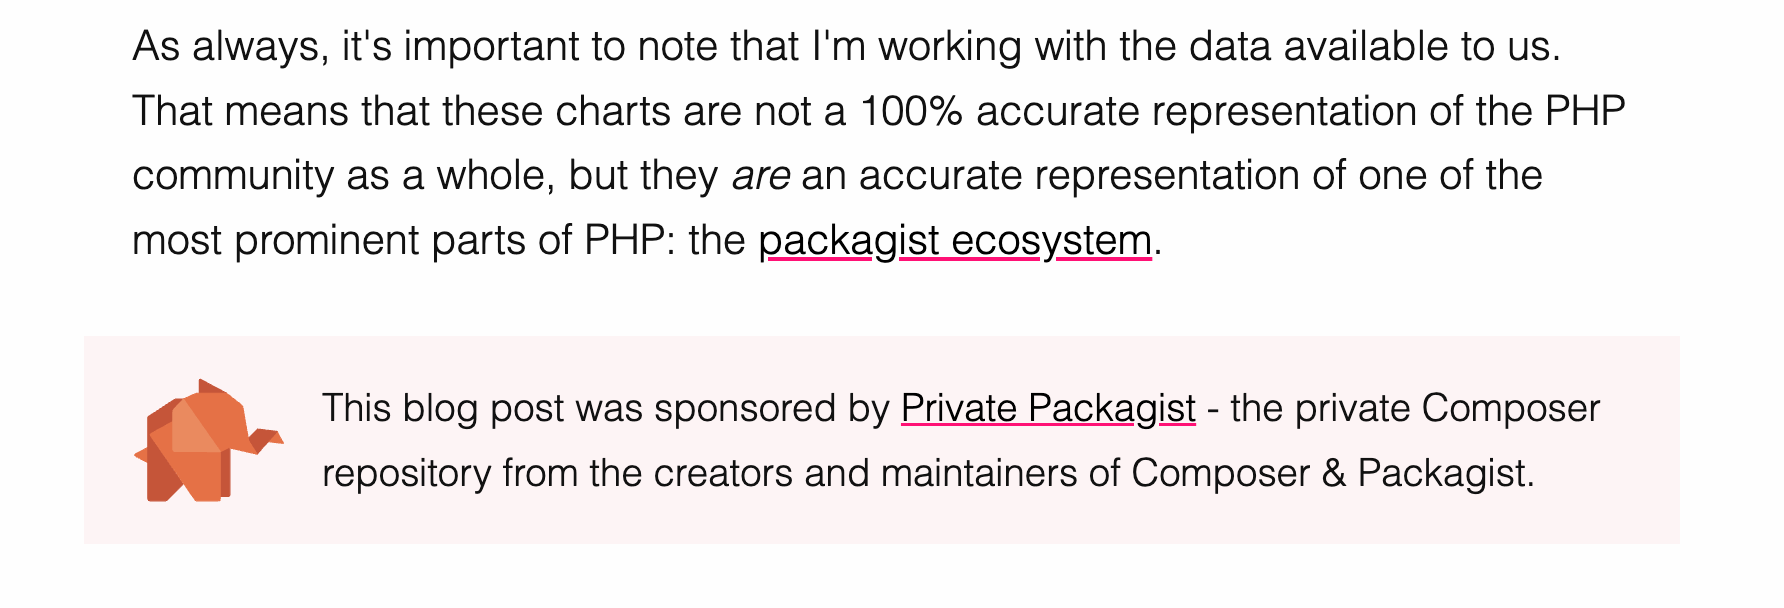 As always, it's important to note that I'm working with the data available to us.
That means that these charts are not a 100% accurate representation of the PHP
community as a whole, but they are an accurate representation of one of the
most prominent parts of PHP: the packagist ecosystem.
This blog post was sponsored by Private Packagist - the private Composer
repository from the creators and maintainers of Composer & Packagist.